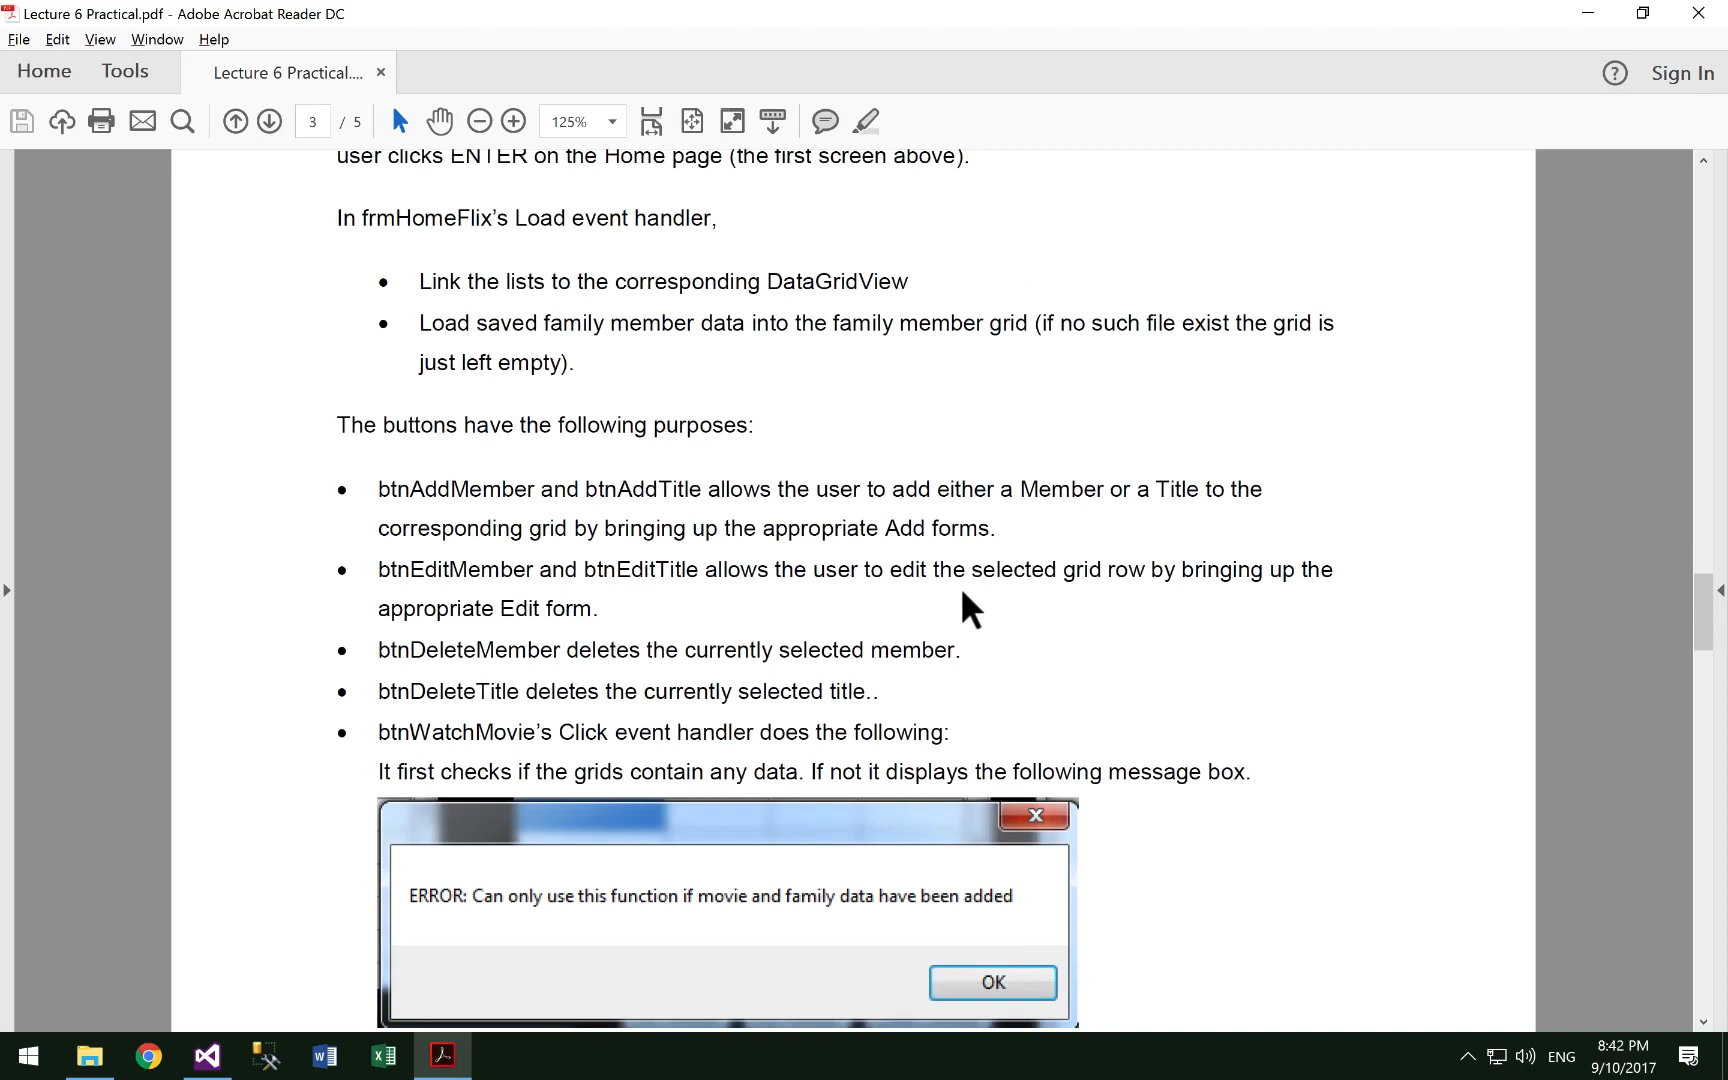 Lecture 6 Practical.pdf - Adobe Acrobat Reader DC
File Edit View Window Help
Home Tools Lecture 6 Practical.... × Sign In
3 / 5 125%
user clicks ENTER on the Home page (the first screen above).
In frmHomeFlix's Load event handler,
• Link the lists to the corresponding DataGridView
• Load saved family member data into the family member grid (if no such file exist the grid is
just left empty).
The buttons have the following purposes:
• btnAddMember and btnAddTitle allows the user to add either a Member or a Title to the
corresponding grid by bringing up the appropriate Add forms.
• btnEditMember and btnEditTitle allows the user to edit the selected grid row by bringing up the
appropriate Edit form.
• btnDeleteMember deletes the currently selected member.
• btnDeleteTitle deletes the currently selected title..
• btnWatchMovie's Click event handler does the following:
It first checks if the grids contain any data. If not it displays the following message box.
ERROR: Can only use this function if movie and family data have been added
OK
ENG
8:42 PM
9/10/2017